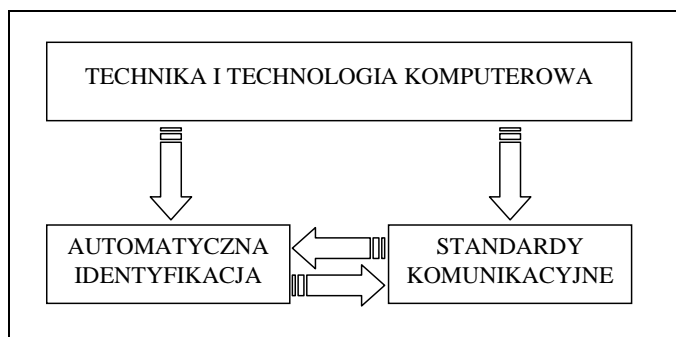 TECHNIKA I TECHNOLOGIA KOMPUTEROWA
AUTOMATYCZNA
IDENTYFIKACJA
STANDARDY
KOMUNIKACYJNE